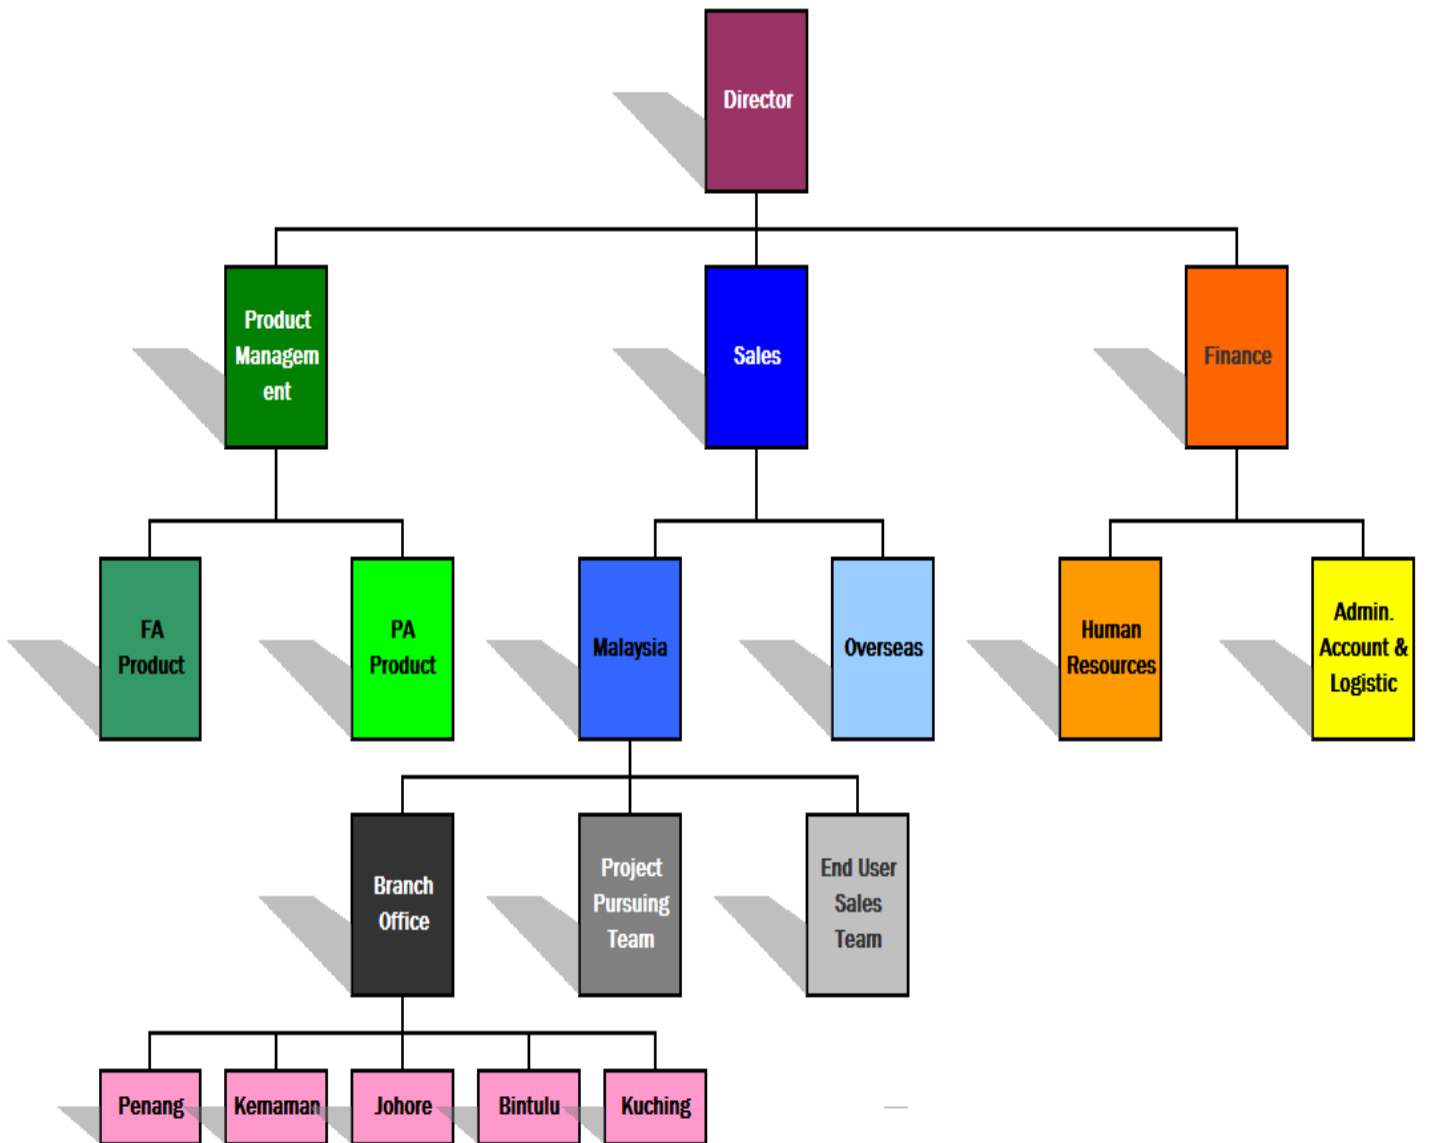 Director
Product
Managem
ent
Sales
Finance
FA
Product
PA
Product
Malaysia
Overseas
Human
Resources
Admin.
Account &
Logistic
Branch
Office
Project
Pursuing
Team
End User
Sales
Team
Penang
Kemaman
Johore
Bintulu
Kuching